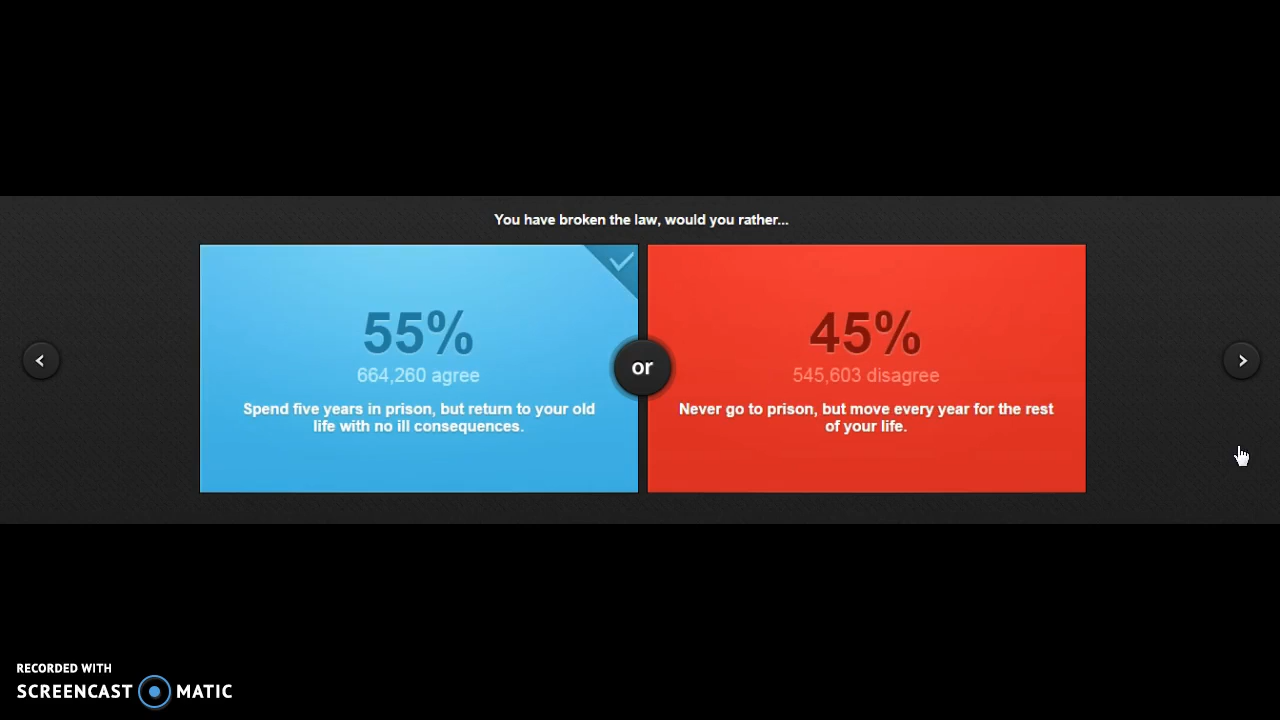 You have broken the law, would you rather...
55%
664,260 agree
Spend five years in prison, but return to your old
life with no ill consequences.
or
45%
545,603 disagree
Never go to prison, but move every year for the rest
of your life.
RECORDED WITH
SCREENCAST MATIC